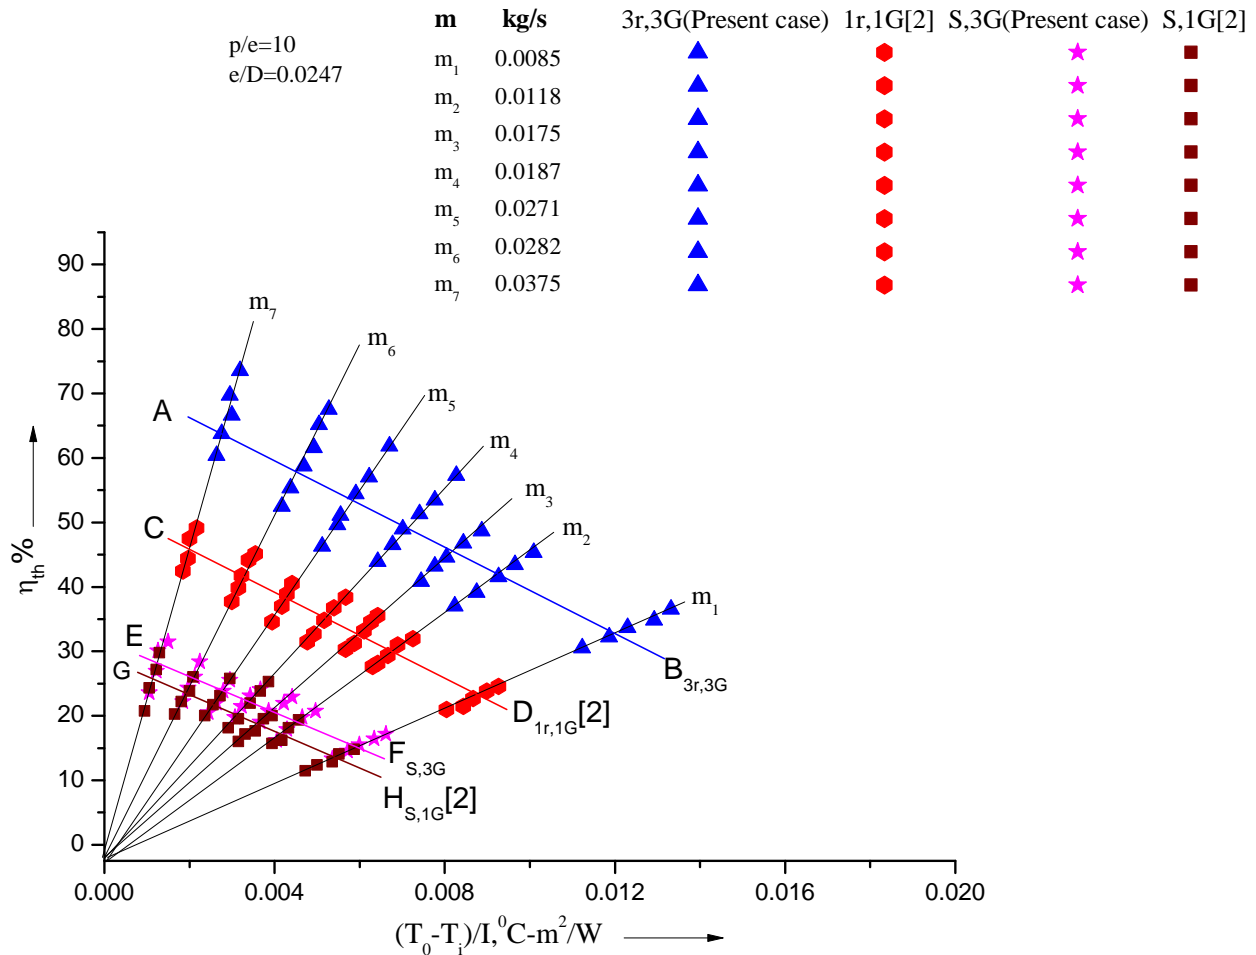 m kg/s 3r,3G(Present case) 1r,1G[2] S,3G(Present case) S,1G[2]
p/e=10
e/D=0.0247
m1 0.0085
m2 0.0118
m3 0.0175
m4 0.0187
m5 0.0271
m6 0.0282
m7 0.0375
90
80
70
60
50
40
30
20
10
0
ηth%
m7
m6
m5
m4
m3
m2
m1
A
C
E
G
B3r,3G
D1r,1G[2]
FS,3G
HS,1G[2]
0.000 0.004 0.008 0.012 0.016 0.020
(T0-Ti)/I,0C-m2/W